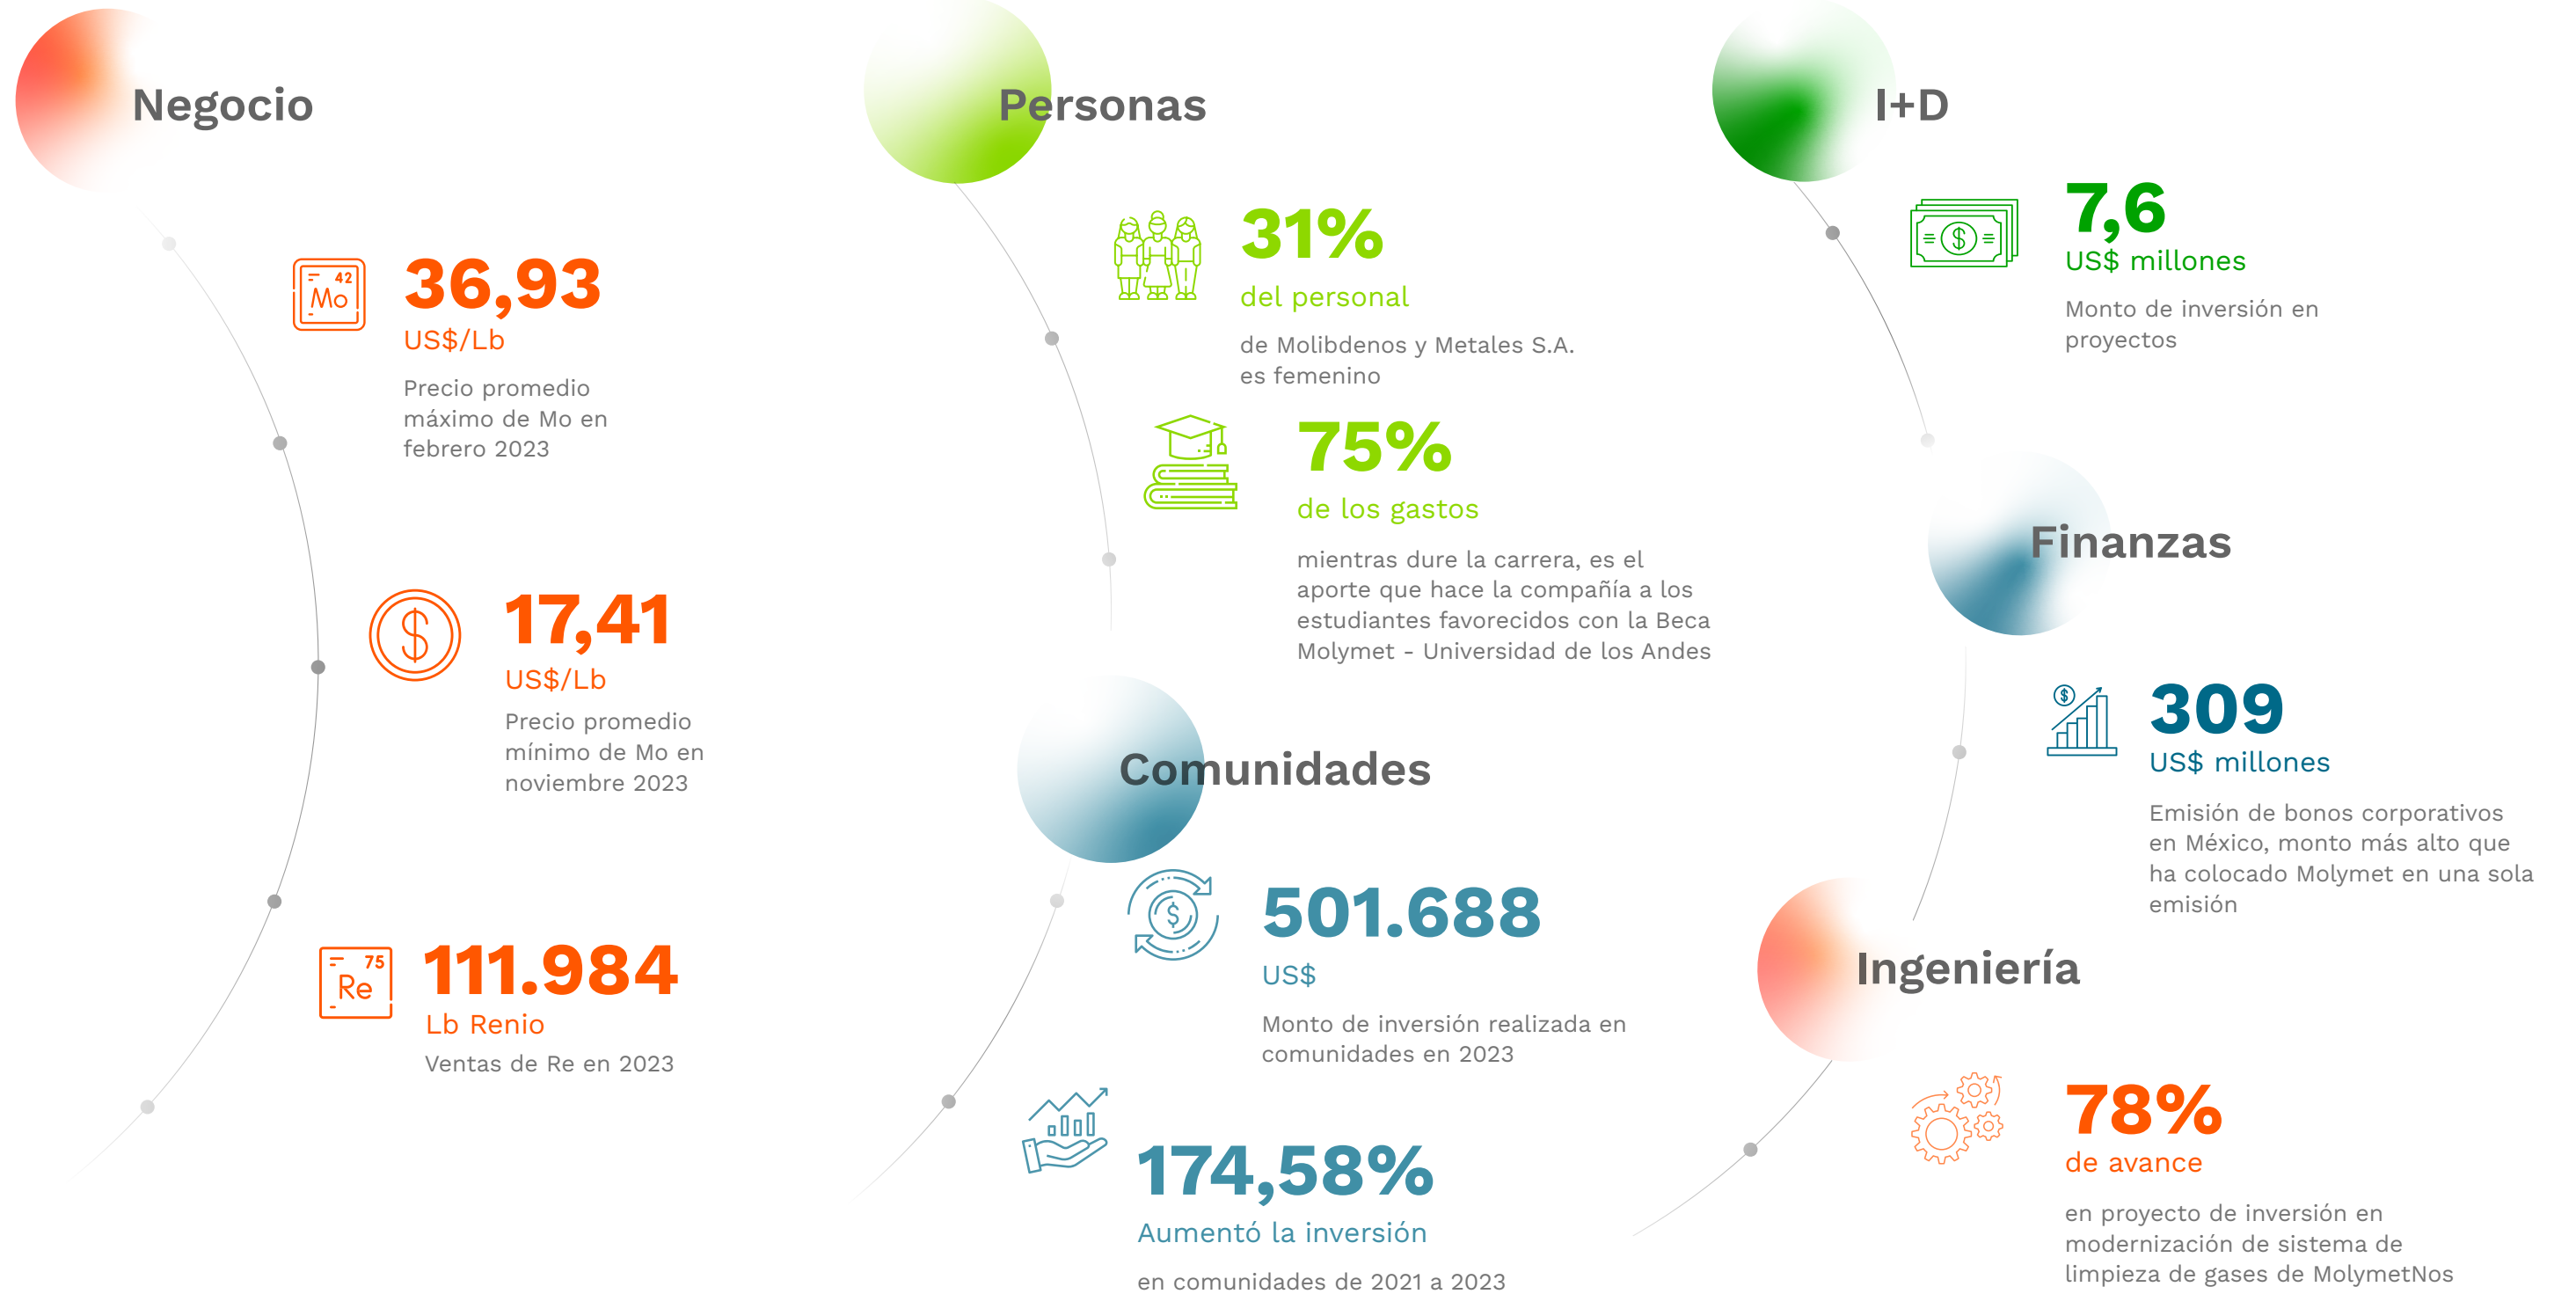 Negocio
42
Mo
36,93
US$/Lb
Precio promedio
máximo de Mo en
febrero 2023
$
17,41
US$/Lb
Precio promedio
mínimo de Mo en
noviembre 2023
75
Re
111.984
Lb Renio
Ventas de Re en 2023
Personas
31%
del personal
de Molibdenos y Metales S.A.
es femenino
75%
de los gastos
mientras dure la carrera, es el
aporte que hace la compañía a los
estudiantes favorecidos con la Beca
Molymet - Universidad de los Andes
Comunidades
$
501.688
US$
Monto de inversión realizada en
comunidades en 2023
174,58%
Aumentó la inversión
en comunidades de 2021 a 2023
I+D
$
7,6
US$ millones
Monto de inversión en
proyectos
Finanzas
$
309
US$ millones
Emisión de bonos corporativos
en México, monto más alto que
ha colocado Molymet en una sola
emisión
Ingeniería
78%
de avance
en proyecto de inversión en
modernización de sistema de
limpieza de gases de MolymetNos